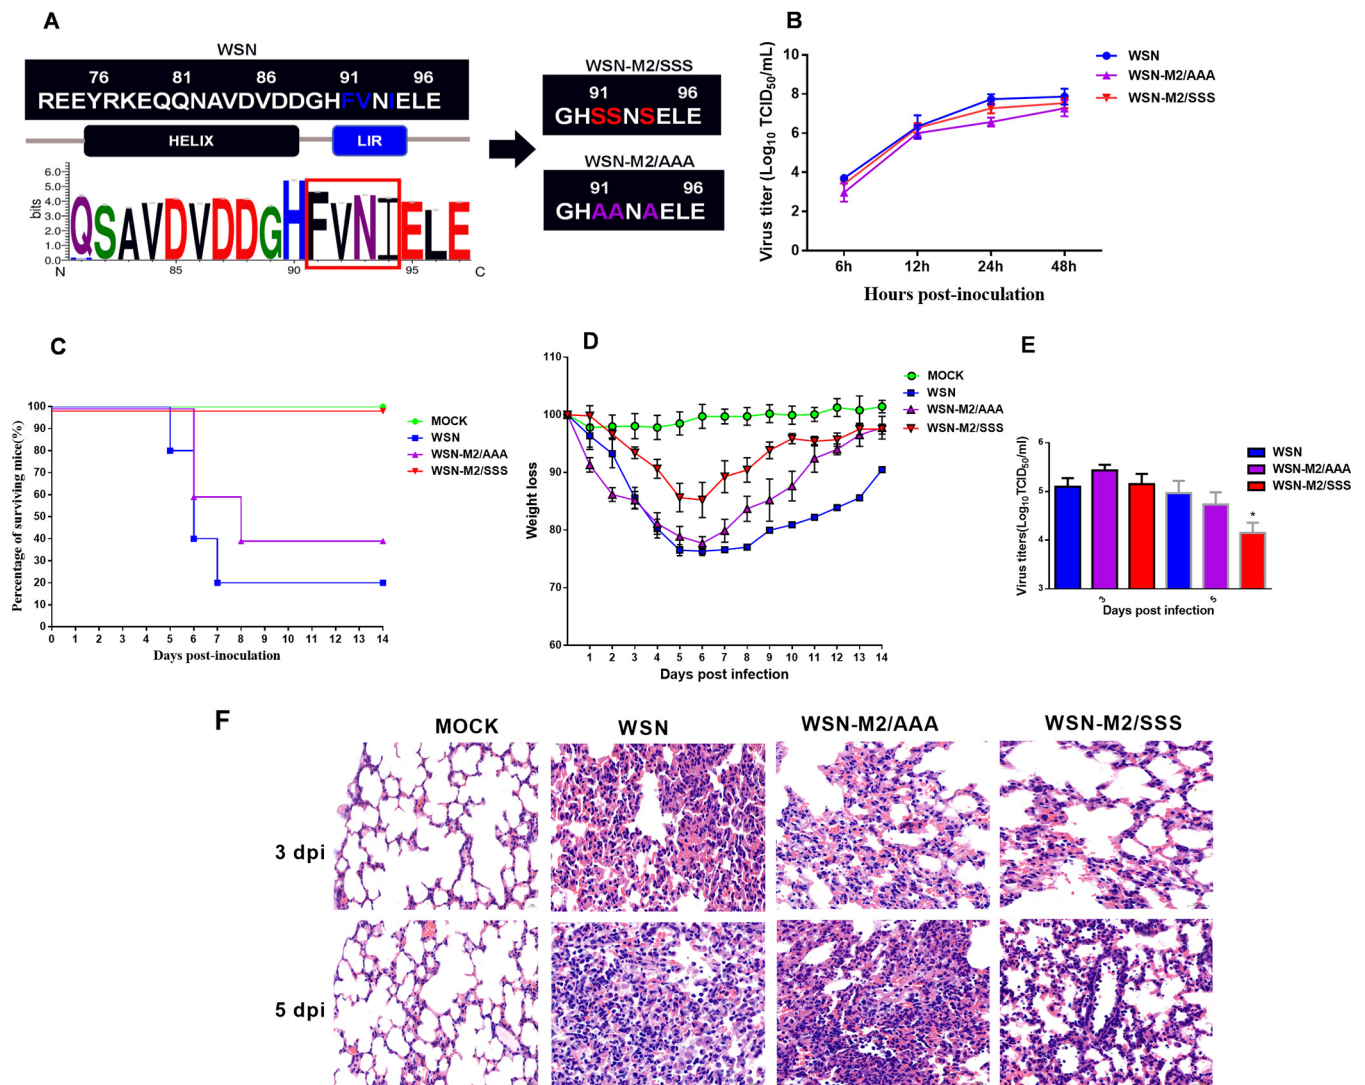 A
WSN
76 81 86 91 96
REEYRKEQQNAVDVDDGHFVNIELE
HELIX
LIR
bits
6.0
5.0
4.0
3.0
2.0
1.0
0.0
QSAVDVDDGHFVNIELE
N 85 90 95 C
WSN-M2/SSS
91 96
GHSSNSELE
WSN-M2/AAA
91 96
GHAANAELE
B
Virus titer (Log10 TCID50/mL)
10
8
6
4
2
0
6h 12h 24h 48h
Hours post-inoculation
WSN
WSN-M2/AAA
WSN-M2/SSS
C
Percentage of surviving mice(%)
100
90
80
70
60
50
40
30
20
10
0
0 1 2 3 4 5 6 7 8 9 10 11 12 13 14
Days post-inoculation
MOCK
WSN
WSN-M2/AAA
WSN-M2/SSS
D
Weight loss
110
100
90
80
70
60
1 2 3 4 5 6 7 8 9 10 11 12 13 14
Days post infection
MOCK
WSN
WSN-M2/AAA
WSN-M2/SSS
E
Virus titers(Log10TCID50/ml)
6
5
4
3
*
3 5
Days post infection
WSN
WSN-M2/AAA
WSN-M2/SSS
F
MOCK WSN WSN-M2/AAA WSN-M2/SSS
3 dpi
5 dpi